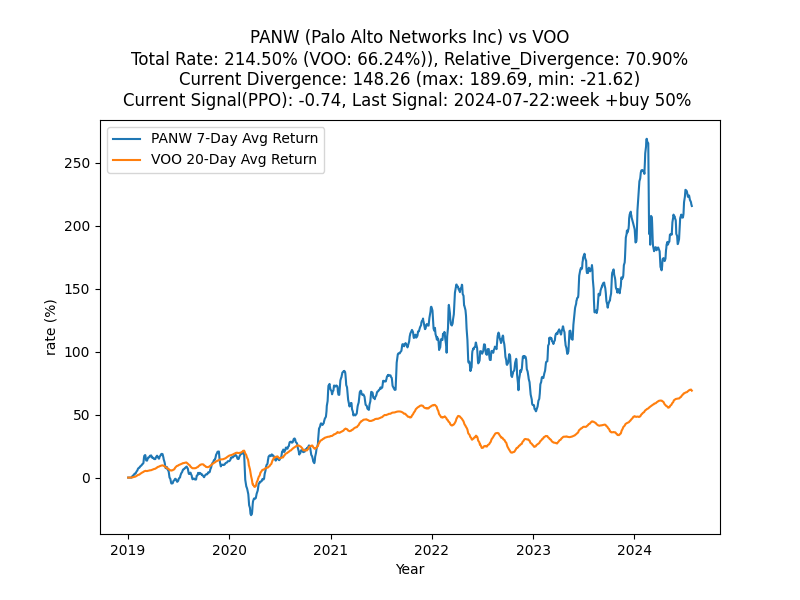 PANW (Palo Alto Networks Inc) vs VOO
Total Rate: 214.50% (VOO: 66.24%)), Relative_Divergence: 70.90%
Current Divergence: 148.26 (max: 189.69, min: -21.62)
Current Signal(PPO): -0.74, Last Signal: 2024-07-22:week +buy 50%
PANW 7-Day Avg Return
VOO 20-Day Avg Return
rate (%)
250
200
150
100
50
0
2019 2020 2021 2022 2023 2024
Year